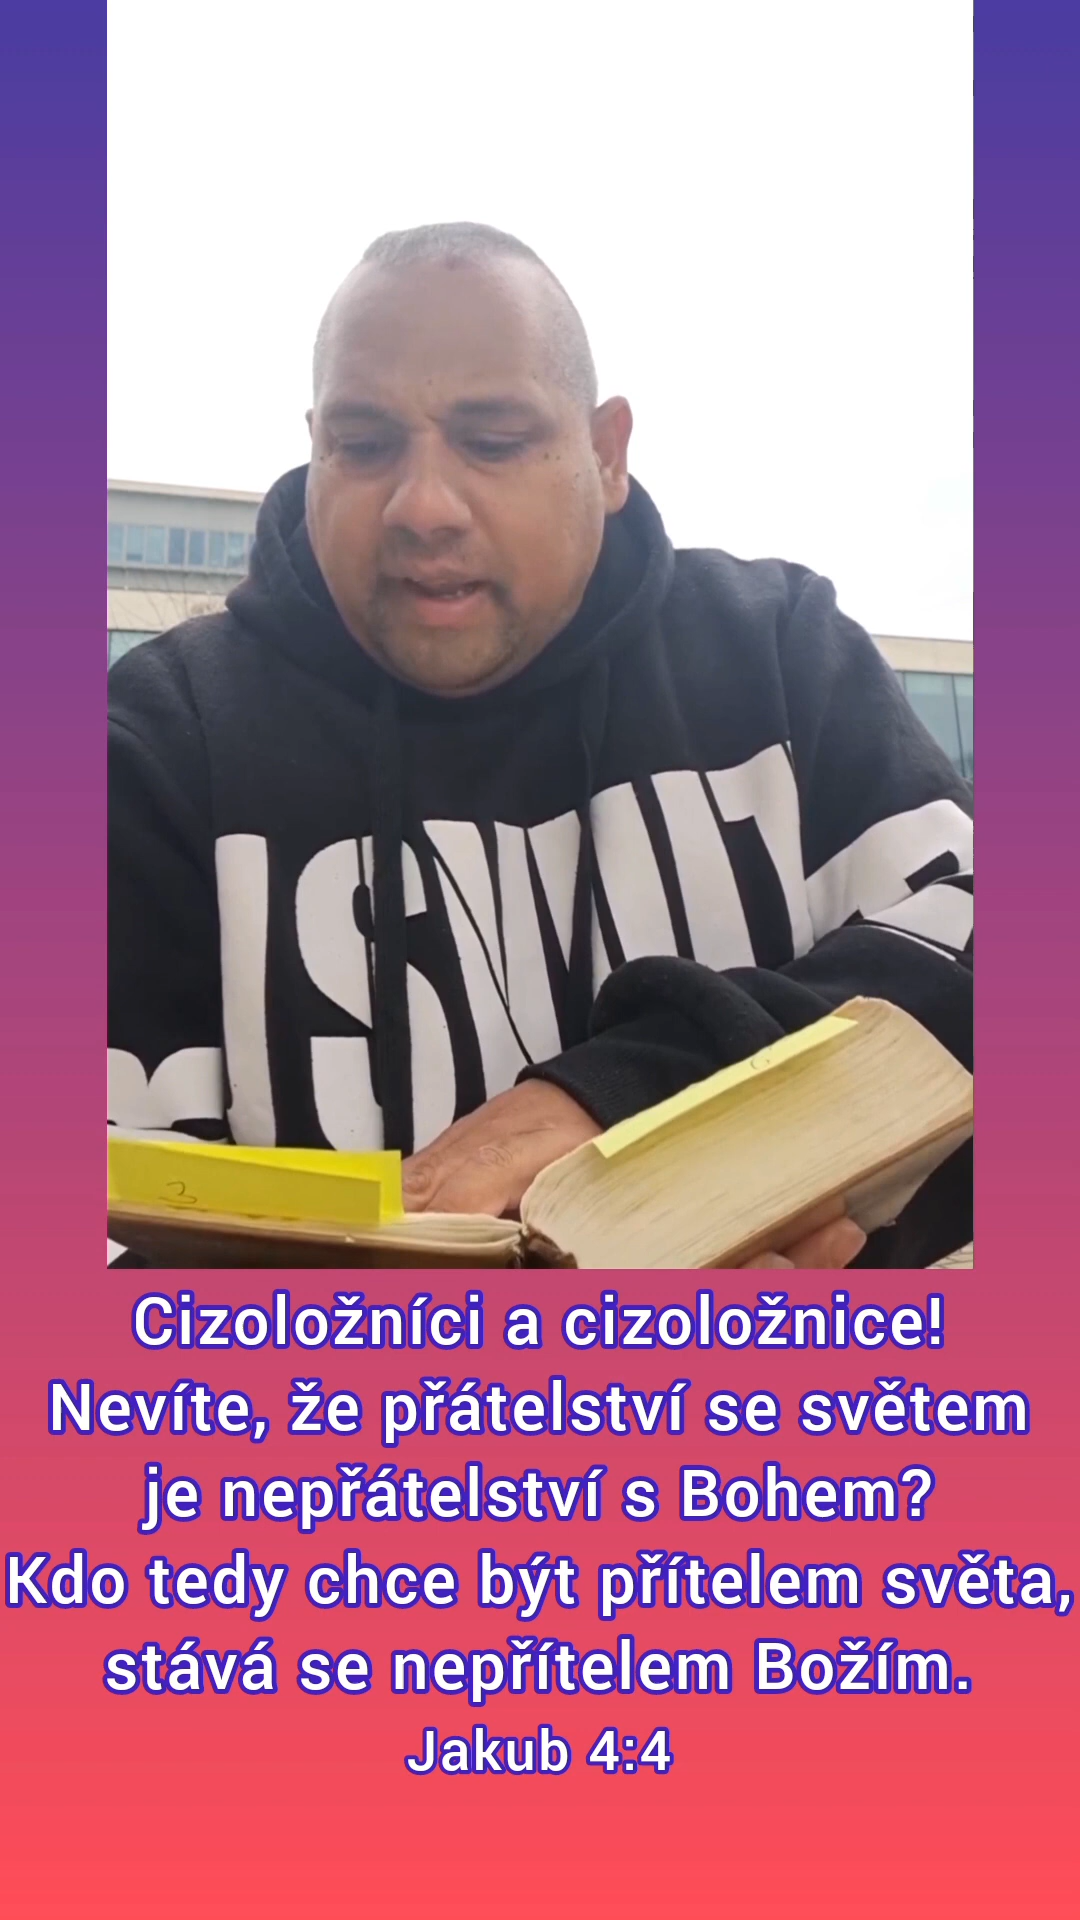 Cizoložníci a cizoložnice!
Nevíte, že přátelství se světem
je nepřátelství s Bohem?
Kdo tedy chce být přítelem světa,
stává se nepřítelem Božím.
Jakub 4:4